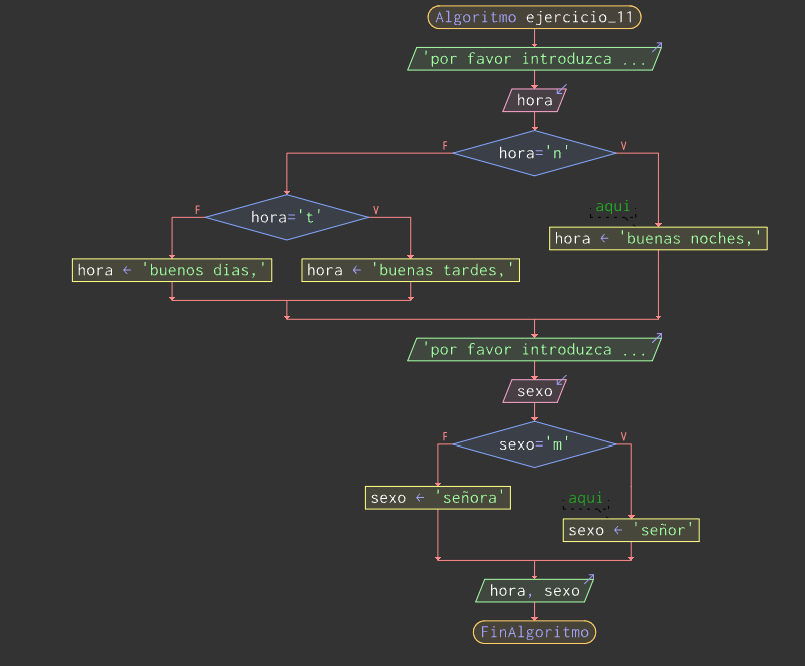 Algoritmo ejercicio_11
'por favor introduzca ...
hora
F
hora='n'
V
aqui
F
hora='t'
V
hora ← 'buenas noches,'
hora ← 'buenos dias,'
hora ← 'buenas tardes,'
'por favor introduzca ...
sexo
F
sexo='m'
V
sexo ← 'señora'
aqui
sexo ← 'señor'
hora, sexo
FinAlgoritmo